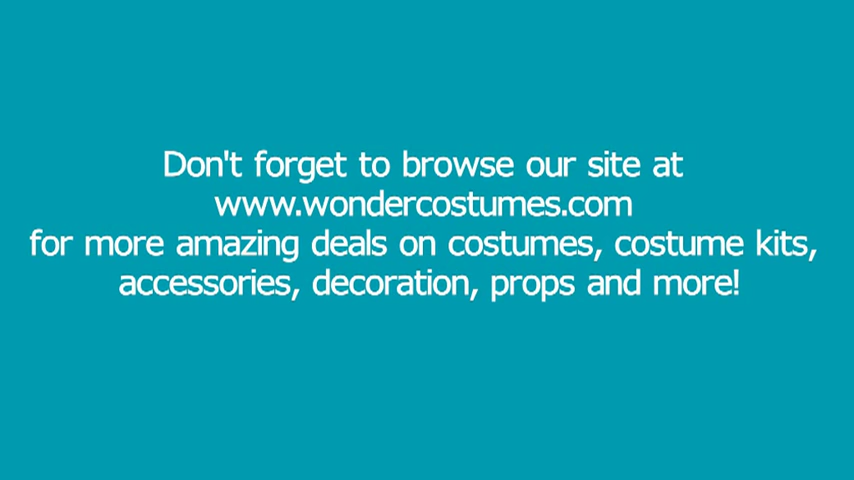 Don't forget to browse our site at
www.wondercostumes.com
for more amazing deals on costumes, costume kits,
accessories, decoration, props and more!